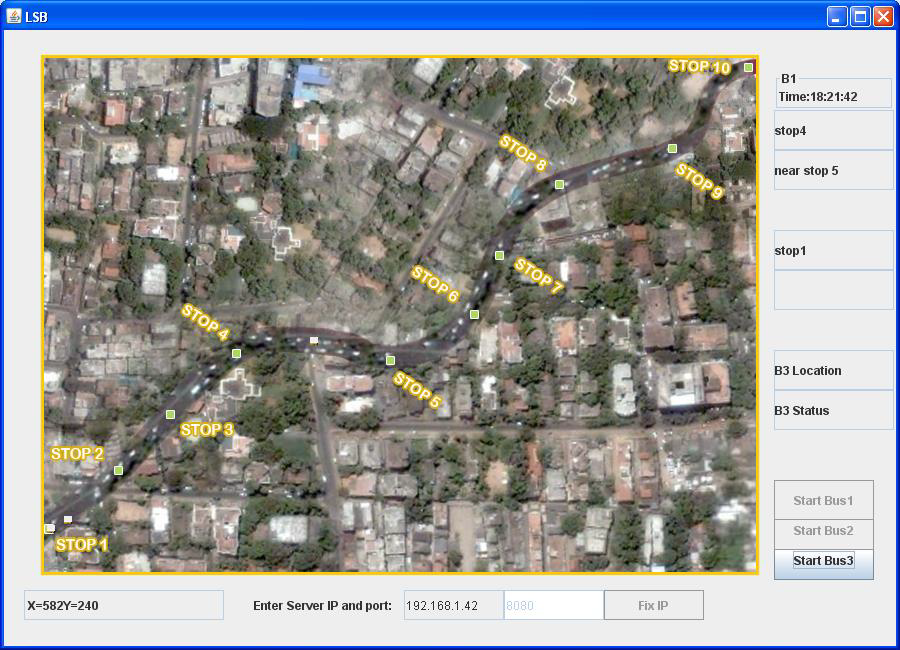 LSB
STOP 10
B1
Time:18:21:42
stop4
STOP 8
near stop 5
STOP 9
stop1
STOP 6
STOP 7
STOP 4
B3 Location
STOP 5
B3 Status
STOP 3
STOP 2
Start Bus1
Start Bus2
STOP 1
Start Bus3
X=582Y=240
Enter Server IP and port:
192.168.1.42
8080
Fix IP